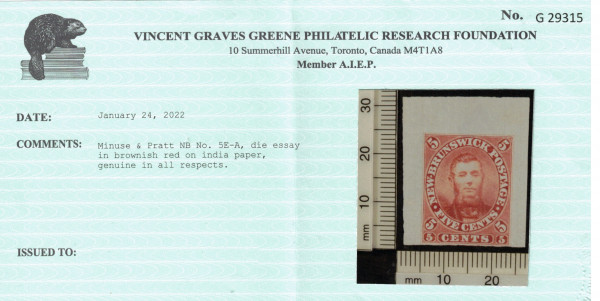 No. G 29315
VINCENT GRAVES GREENE PHILATELIC RESEARCH FOUNDATION
10 Summerhill Avenue, Toronto, Canada M4T1A8
Member A.I.E.P.
DATE: January 24, 2022
COMMENTS: Minuse & Pratt NB No. 5E-A, die essay
in brownish red on india paper,
genuine in all respects.
ISSUED TO:
30
20
10
mm
5 5
NEW BRUNSWICK POSTAGE
FIVE CENTS
5 CENTS 5
mm 10 20